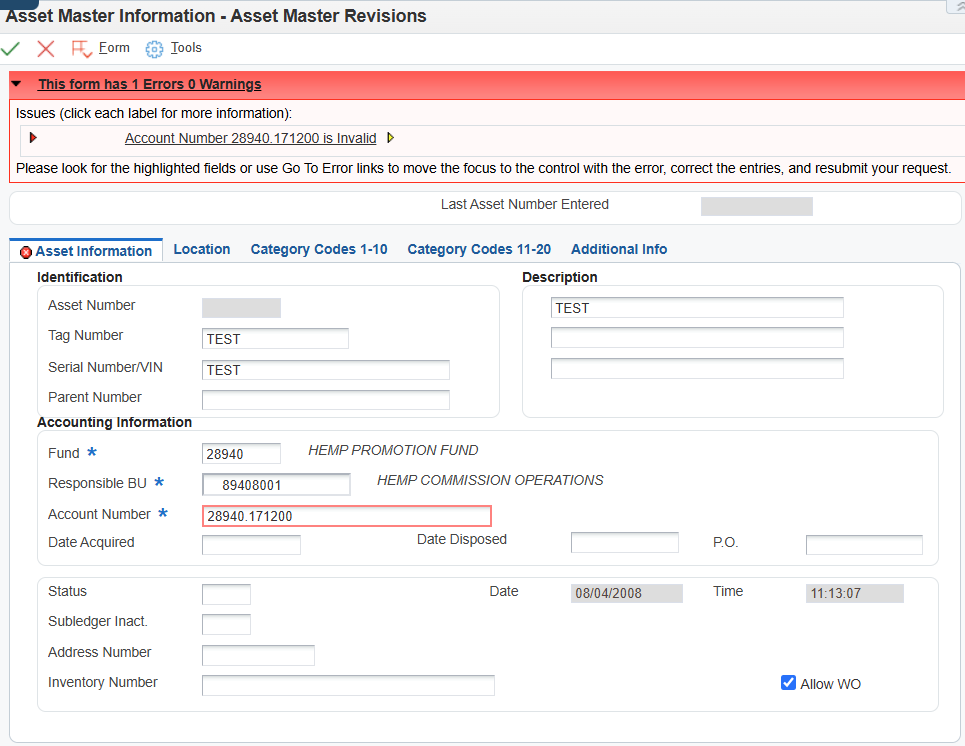 Asset Master Information - Asset Master Revisions
Form Tools
This form has 1 Errors 0 Warnings
Issues (click each label for more information):
Account Number 28940.171200 is Invalid
Please look for the highlighted fields or use Go To Error links to move the focus to the control with the error, correct the entries, and resubmit your request.
Last Asset Number Entered
Asset Information Location Category Codes 1-10 Category Codes 11-20 Additional Info
Identification Description
Asset Number TEST
Tag Number TEST
Serial Number/VIN TEST
Parent Number
Accounting Information
Fund * 28940 HEMP PROMOTION FUND
Responsible BU * 89408001 HEMP COMMISSION OPERATIONS
Account Number * 28940.171200
Date Acquired Date Disposed P.O.
Status Date 08/04/2008 Time 11:13:07
Subledger Inact.
Address Number
Inventory Number Allow WO